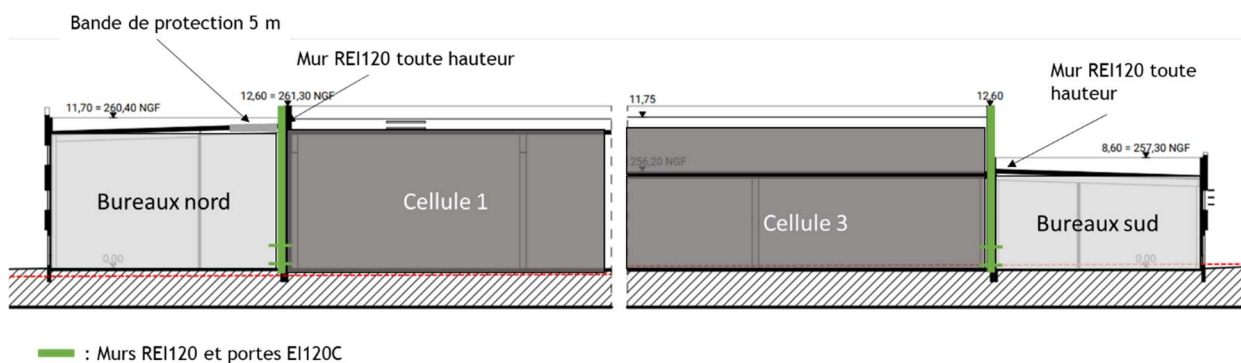 Bande de protection 5 m
Mur REI120 toute hauteur
Mur REI120 toute
hauteur
11,70 = 260,40 NGF
12,60 = 261,30 NGF
11,75
12,60
8,60 = 257,30 NGF
256,20 NGF
Bureaux nord
Cellule 1
Cellule 3
Bureaux sud
0,00
0,00
: Murs REI120 et portes EI120C